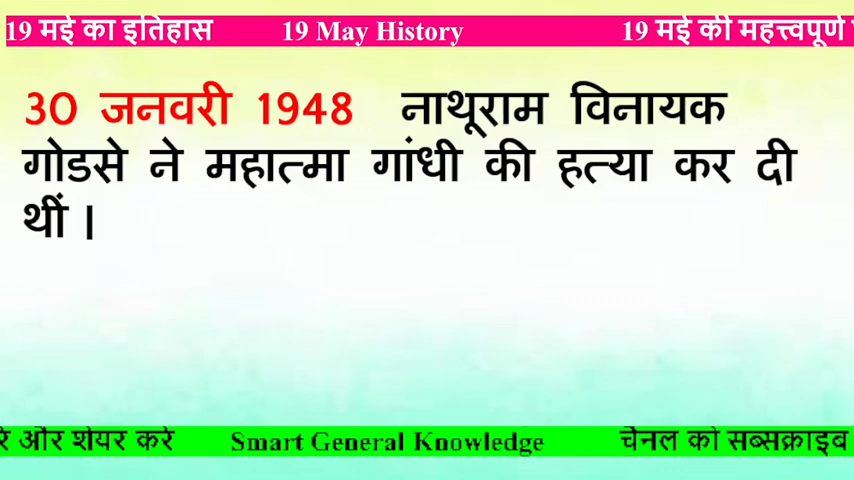 19 मई का इतिहास 19 May History 19 मई की महत्त्वपूर्ण
30 जनवरी 1948 नाथूराम विनायक
गोडसे ने महात्मा गांधी की हत्या कर दी
थीं।
और शेयर करे Smart General Knowledge चैनल को सब्सक्राइब